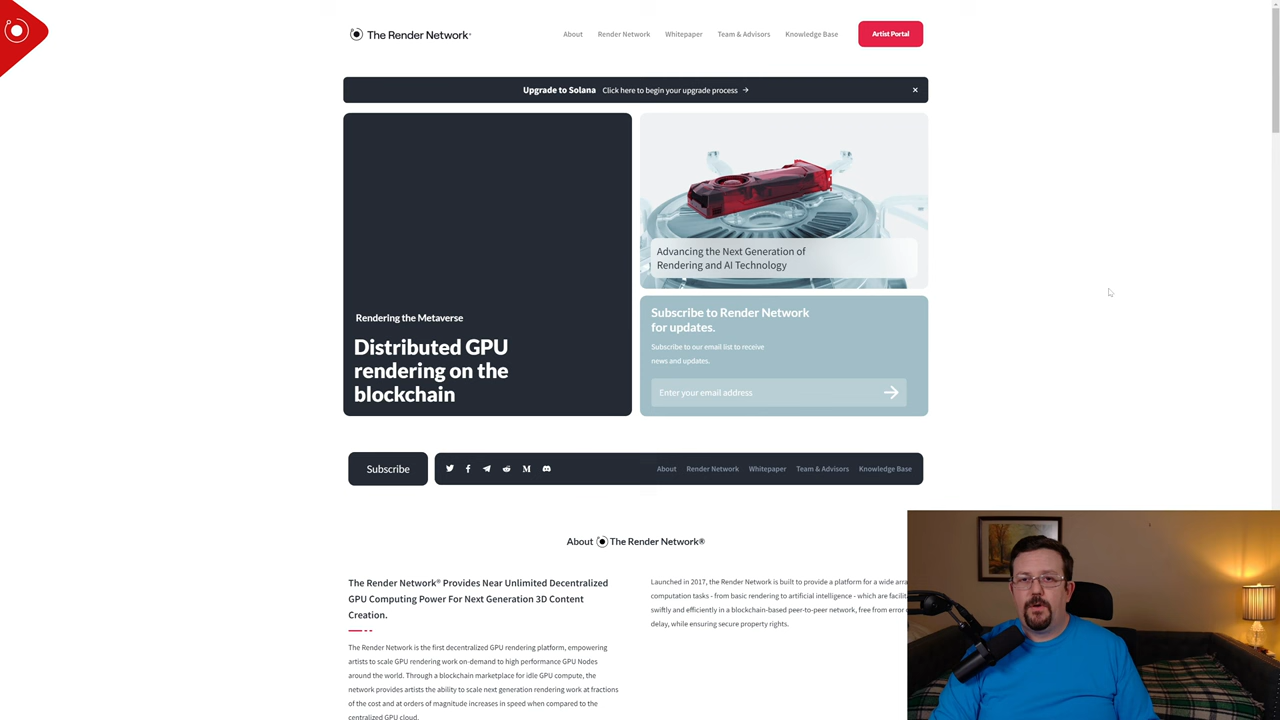 The Render Network
About
Render Network
Whitepaper
Team & Advisors
Knowledge Base
Artist Portal
Upgrade to Solana Click here to begin your upgrade process →
Rendering the Metaverse
Distributed GPU
rendering on the
blockchain
Advancing the Next Generation of
Rendering and AI Technology
Subscribe to Render Network
for updates.
Subscribe to our email list to receive
news and updates.
Enter your email address
Subscribe
About
Render Network
Whitepaper
Team & Advisors
Knowledge Base
About The Render Network®
The Render Network® Provides Near Unlimited Decentralized
GPU Computing Power For Next Generation 3D Content
Creation.
The Render Network is the first decentralized GPU rendering platform, empowering
artists to scale GPU rendering work on-demand to high performance GPU Nodes
around the world. Through a blockchain marketplace for idle GPU compute, the
network provides artists the ability to scale next generation rendering work at fractions
of the cost and at orders of magnitude increases in speed when compared to the
centralized GPU cloud.
Launched in 2017, the Render Network is built to provide a platform for a wide
computation tasks - from basic rendering to artificial intelligence - which are
swiftly and efficiently in a blockchain-based peer-to-peer network, free from error
delay, while ensuring secure property rights.